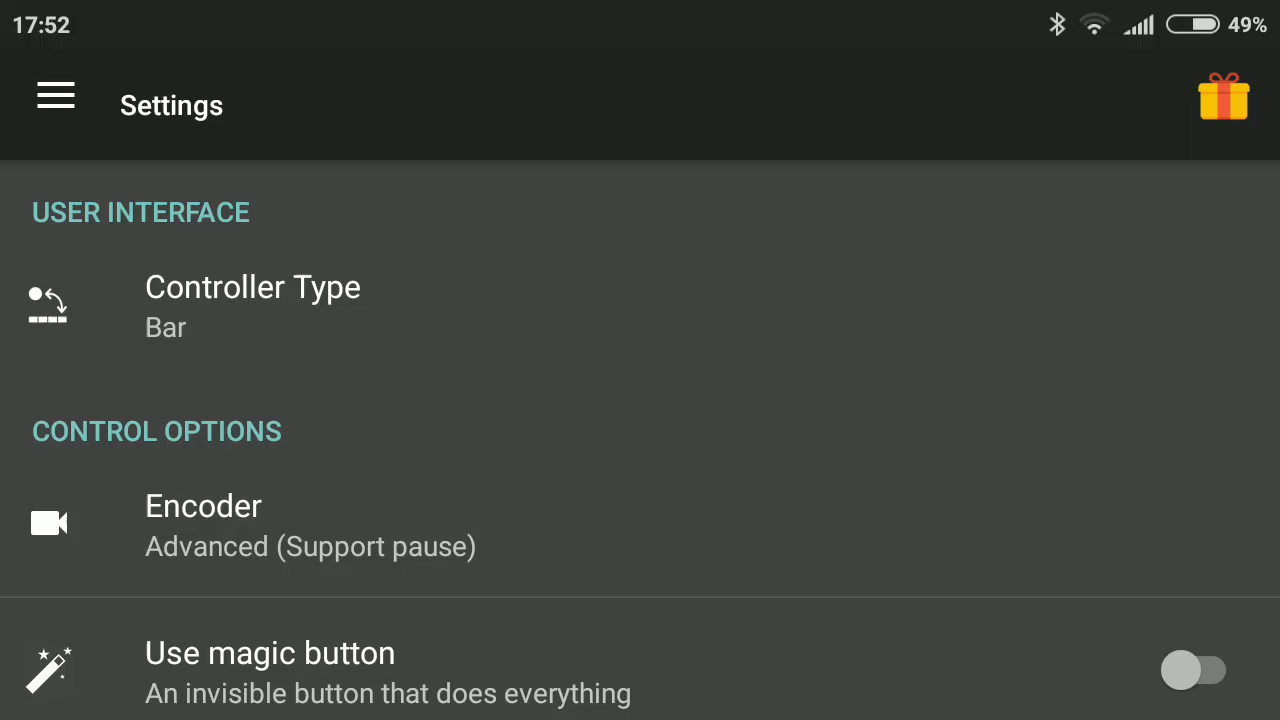 17:52
49%
Settings
USER INTERFACE
Controller Type
Bar
CONTROL OPTIONS
Encoder
Advanced (Support pause)
Use magic button
An invisible button that does everything